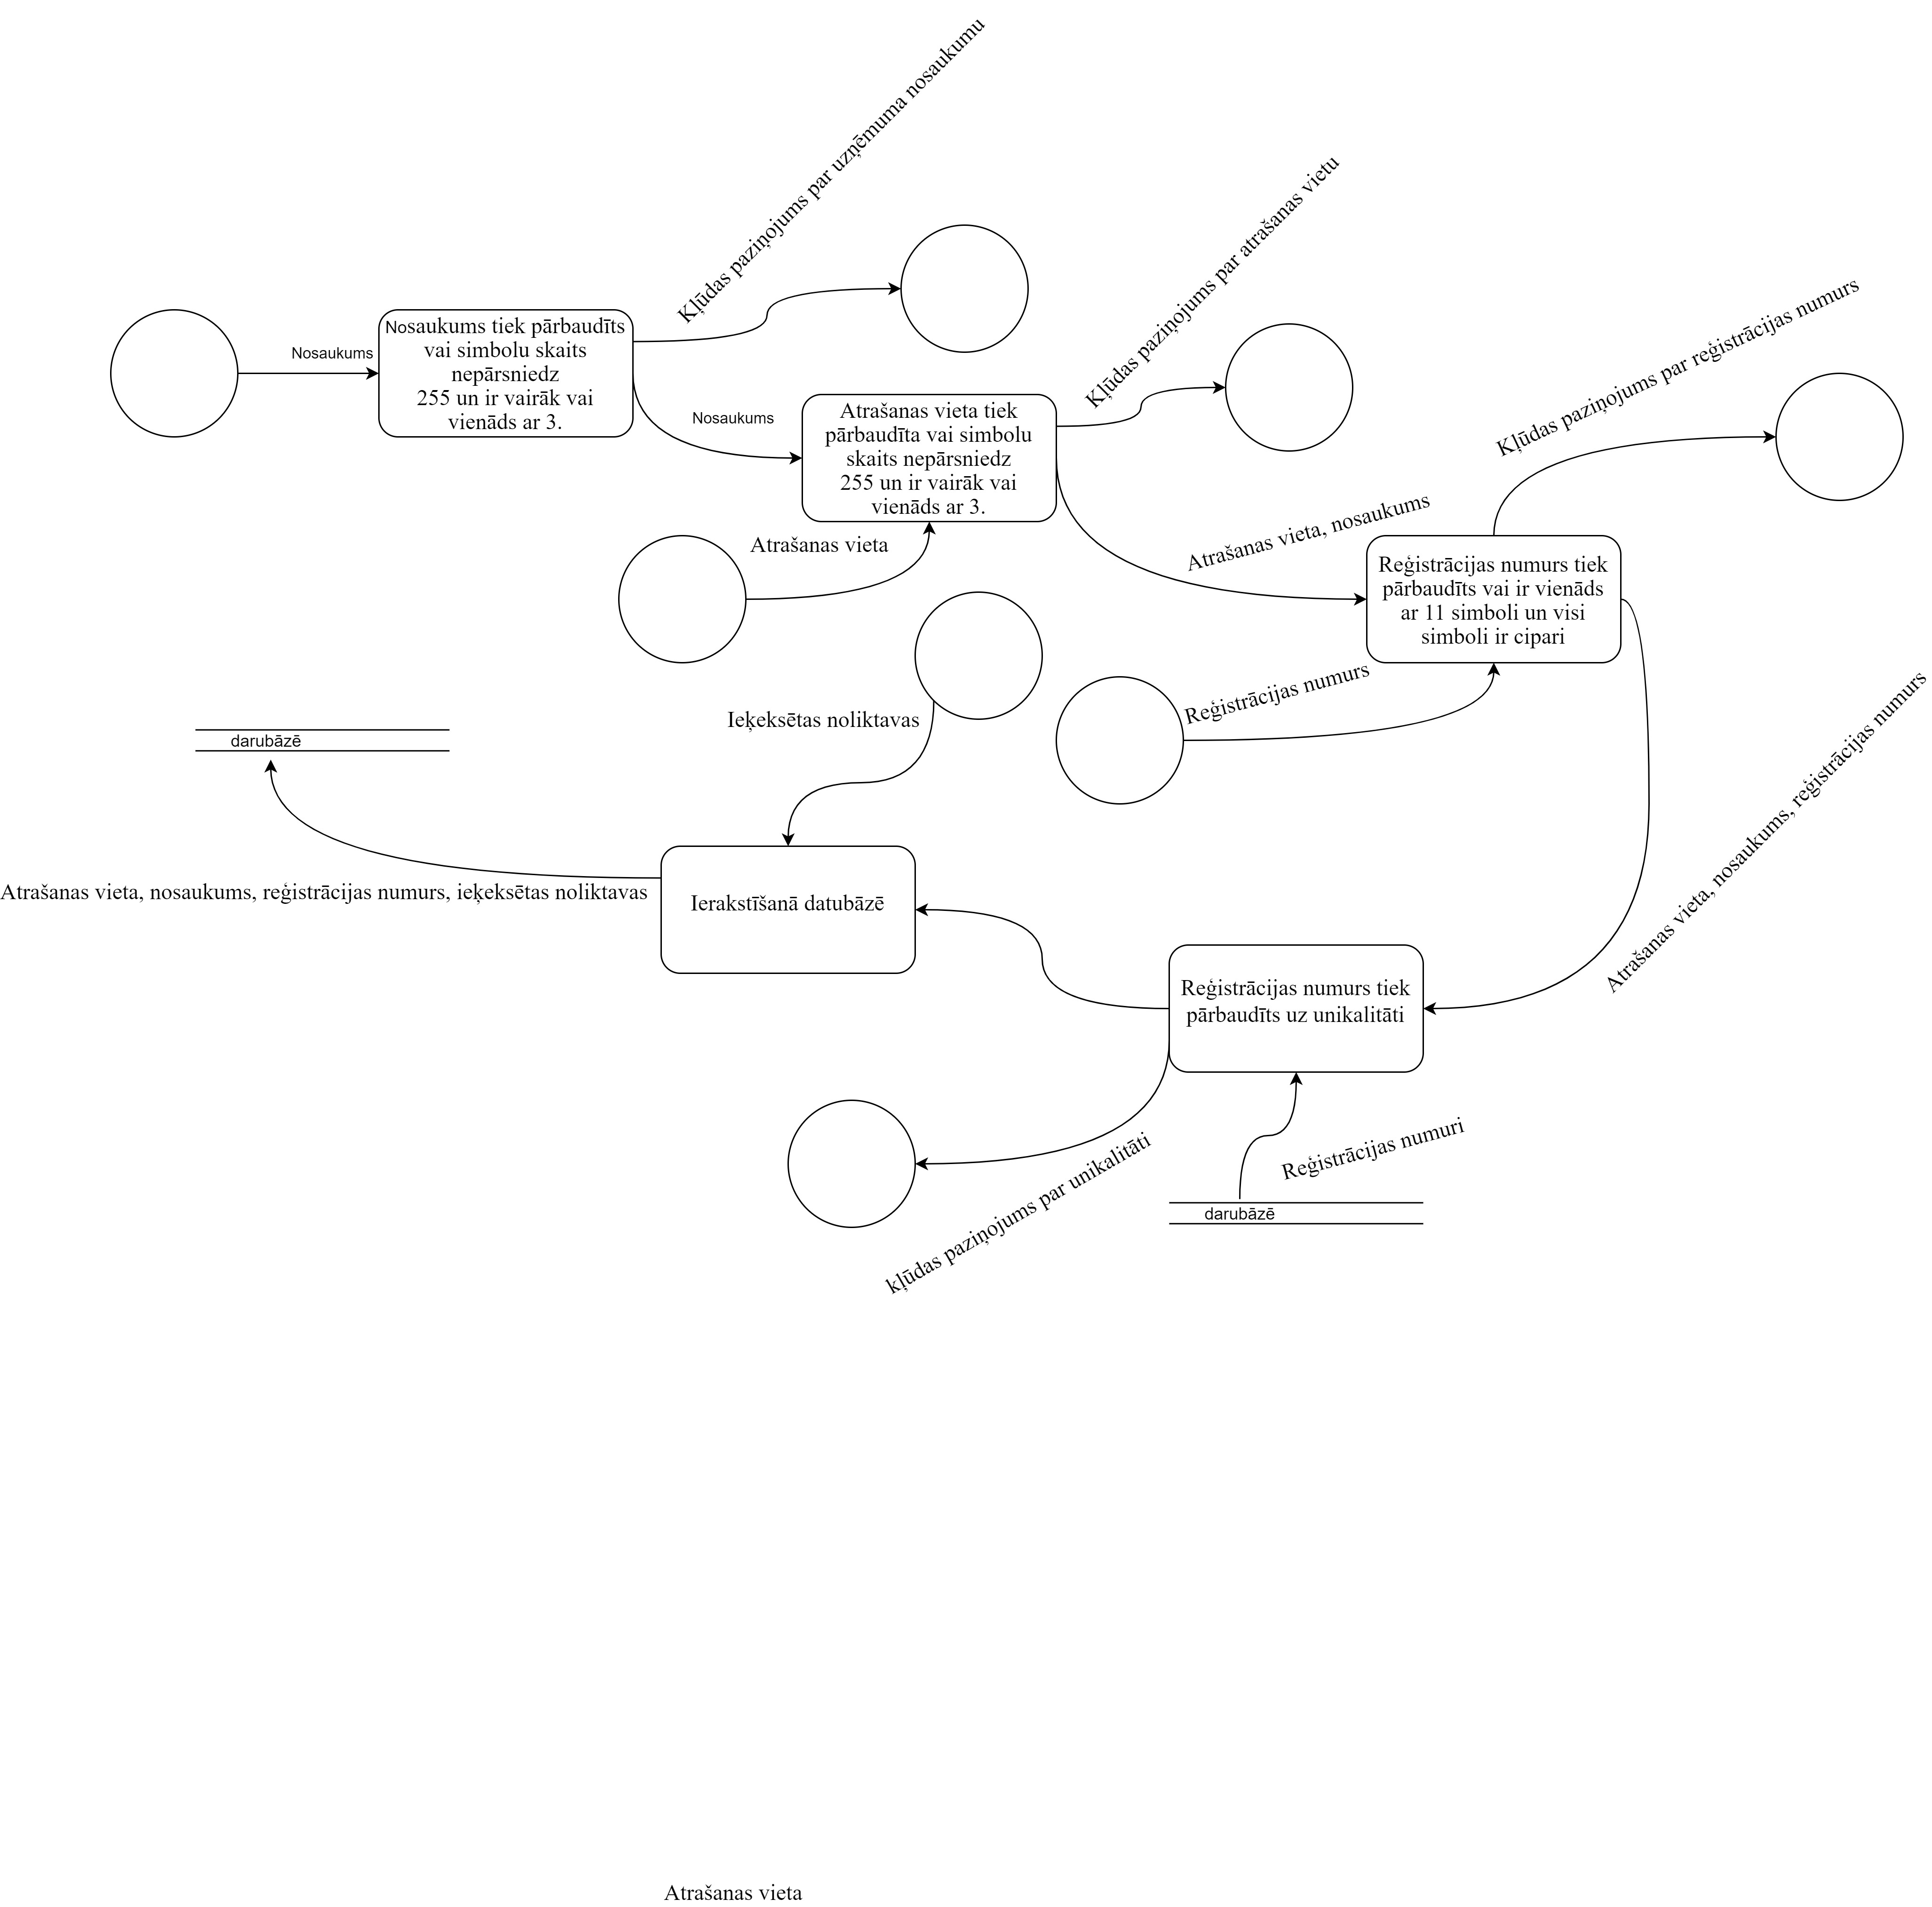 Kļūdas paziņojums par uzņēmuma nosaukumu
Kļūdas paziņojums par atrašanas vietu
Kļūdas paziņojums par reģistrācijas numurs
Nosaukums
Nosaukums tiek pārbaudīts
vai simbolu skaits
nepārsniedz
255 un ir vairāk vai
vienāds ar 3.
Nosaukums
Atrašanas vieta tiek
pārbaudīta vai simbolu
skaits nepārsniedz
255 un ir vairāk vai
vienāds ar 3.
Atrašanas vieta
Atrašanas vieta, nosaukums
Reģistrācijas numurs tiek
pārbaudīts vai ir vienāds
ar 11 simboli un visi
simboli ir cipari
Reģistrācijas numurs
Ieķeksētas noliktavas
darubāzē
Atrašanas vieta, nosaukums, reģistrācijas numurs
Atrašanas vieta, nosaukums, reģistrācijas numurs, ieķeksētas noliktavas
Ierakstīšanā datubāzē
Reģistrācijas numurs tiek
pārbaudīts uz unikalitāti
kļūdas paziņojums par unikalitāti
Reģistrācijas numuri
darubāzē
Atrašanas vieta